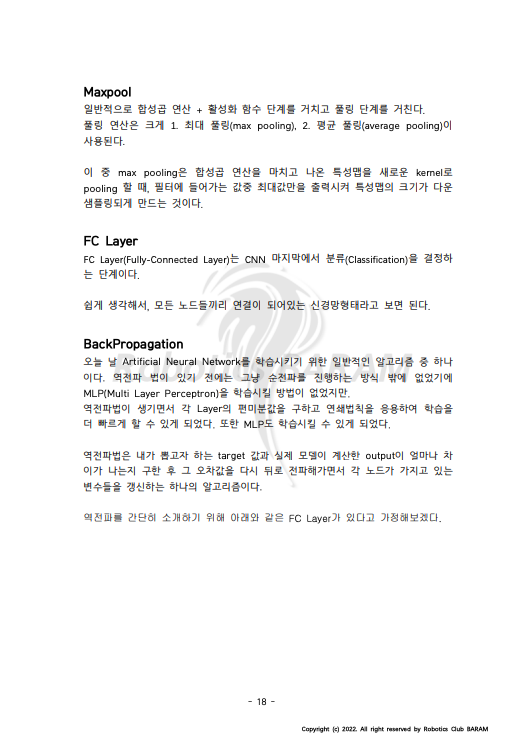 Maxpool
일반적으로 합성곱 연산 + 활성화 함수 단계를 거치고 풀링 단계를 거친다.
풀링 연산은 크게 1. 최대 풀링(max pooling), 2. 평균 풀링(average pooling)이
사용된다.
이 중 max pooling은 합성곱 연산을 마치고 나온 특성맵을 새로운 kernel로
pooling 할 때, 필터에 들어가는 값중 최대값만을 출력시켜 특성맵의 크기가 다운
샘플링되게 만드는 것이다.
FC Layer
FC Layer(Fully-Connected Layer)는 CNN 마지막에서 분류(Classification)을 결정하
는 단계이다.
쉽게 생각해서, 모든 노드들끼리 연결이 되어있는 신경망형태라고 보면 된다.
BackPropagation
오늘 날 Artificial Neural Network를 학습시키기 위한 일반적인 알고리즘 중 하나
이다. 역전파 법이 있기 전에는 그냥 순전파를 진행하는 방식 밖에 없었기에
MLP(Multi Layer Perceptron)을 학습시킬 방법이 없었지만,
역전파법이 생기면서 각 Layer의 편미분값을 구하고 연쇄법칙을 응용하여 학습을
더 빠르게 할 수 있게 되었다. 또한 MLP도 학습시킬 수 있게 되었다.
역전파법은 내가 뽑고자 하는 target 값과 실제 모델이 계산한 output이 얼마나 차
이가 나는지 구한 후 그 오차값을 다시 뒤로 전파해가면서 각 노드가 가지고 있는
변수들을 갱신하는 하나의 알고리즘이다.
역전파를 간단히 소개하기 위해 아래와 같은 FC Layer가 있다고 가정해보겠다.
Robotics BARAM
- 18 -
Copyright (c) 2022. All right reserved by Robotics Club BARAM